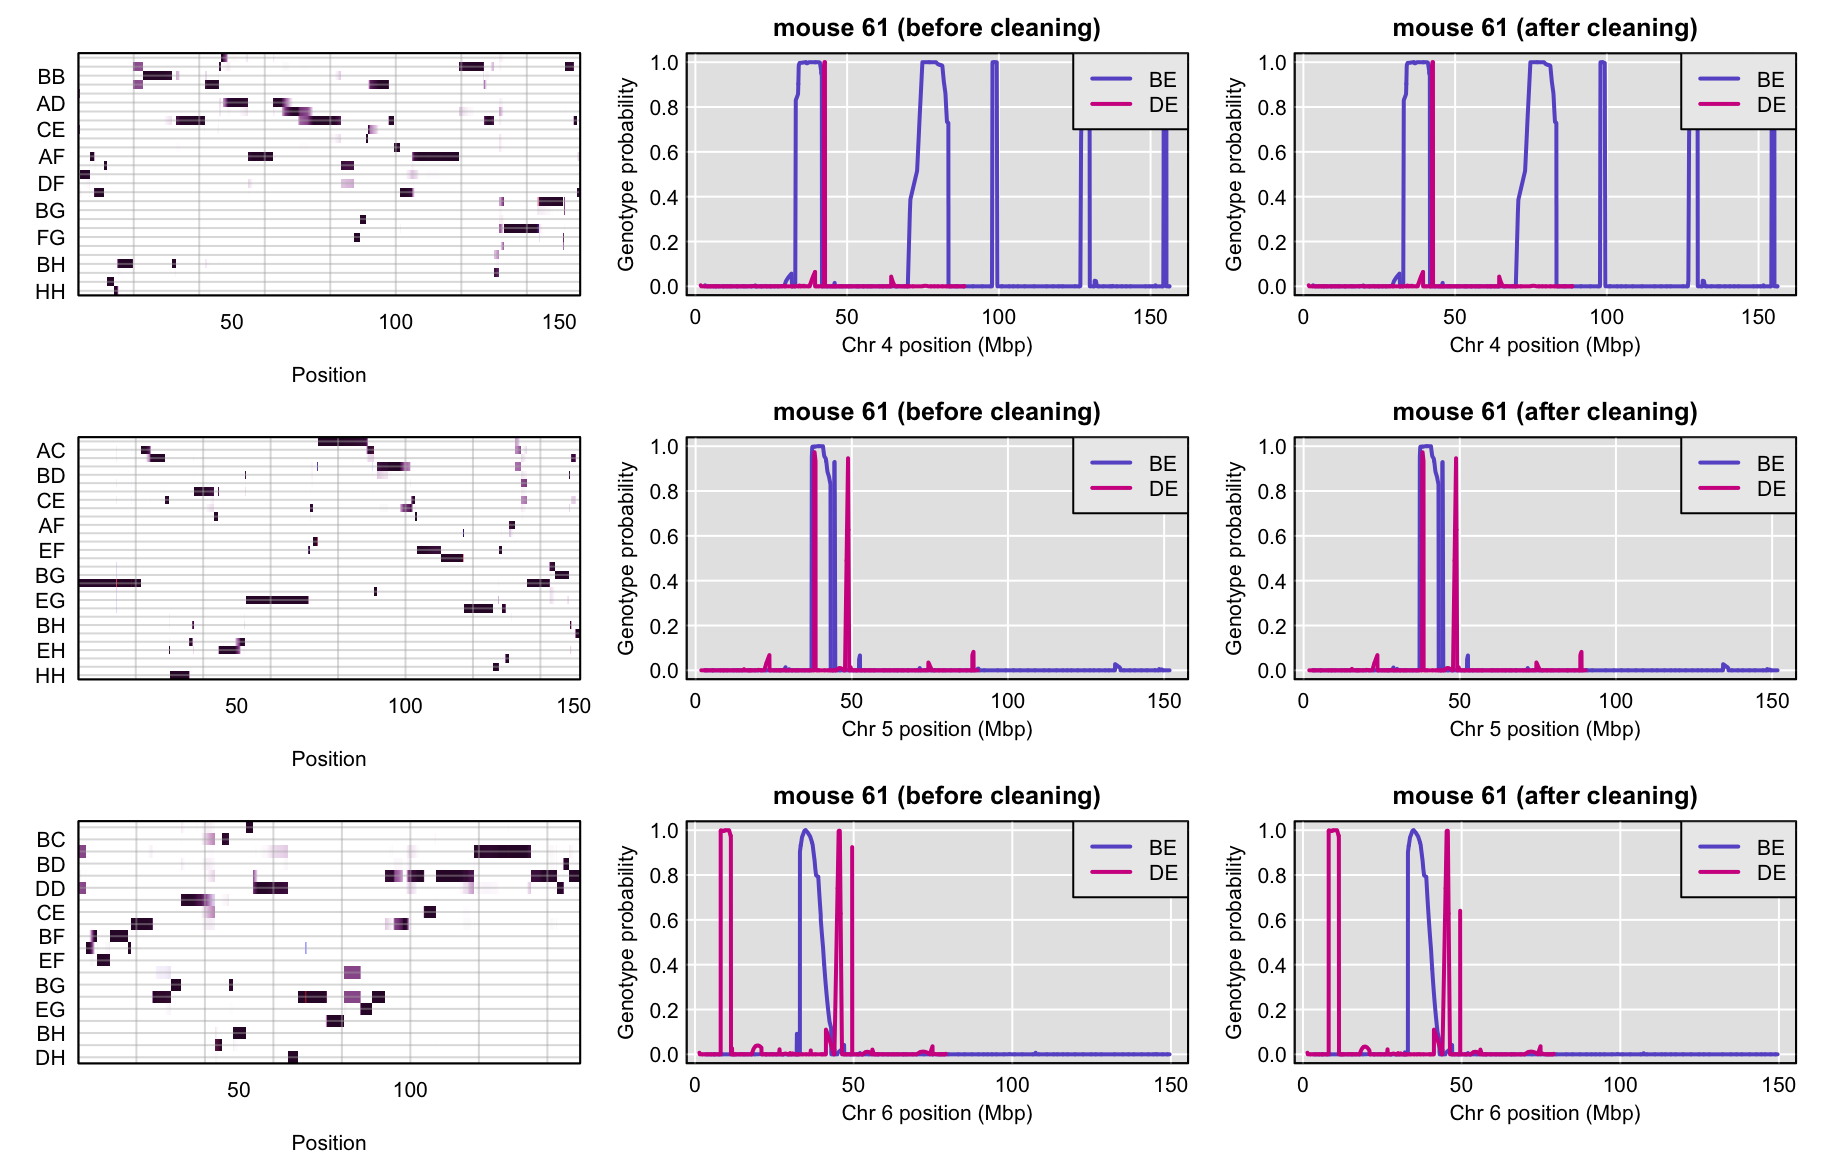 mouse 61 (before cleaning)
mouse 61 (after cleaning)
BB
AD
CE
AF
DF
BG
FG
BH
HH
50 100 150
Position
Genotype probability
1.0
0.8
0.6
0.4
0.2
0.0
BE
DE
0 50 100 150
Chr 4 position (Mbp)
Genotype probability
1.0
0.8
0.6
0.4
0.2
0.0
BE
DE
0 50 100 150
Chr 4 position (Mbp)
mouse 61 (before cleaning)
mouse 61 (after cleaning)
AC
BD
CE
AF
EF
BG
EG
BH
EH
HH
50 100 150
Position
Genotype probability
1.0
0.8
0.6
0.4
0.2
0.0
BE
DE
0 50 100 150
Chr 5 position (Mbp)
Genotype probability
1.0
0.8
0.6
0.4
0.2
0.0
BE
DE
0 50 100 150
Chr 5 position (Mbp)
mouse 61 (before cleaning)
mouse 61 (after cleaning)
BC
BD
DD
CE
BF
EF
BG
EG
BH
DH
50 100
Position
Genotype probability
1.0
0.8
0.6
0.4
0.2
0.0
BE
DE
0 50 100 150
Chr 6 position (Mbp)
Genotype probability
1.0
0.8
0.6
0.4
0.2
0.0
BE
DE
0 50 100 150
Chr 6 position (Mbp)